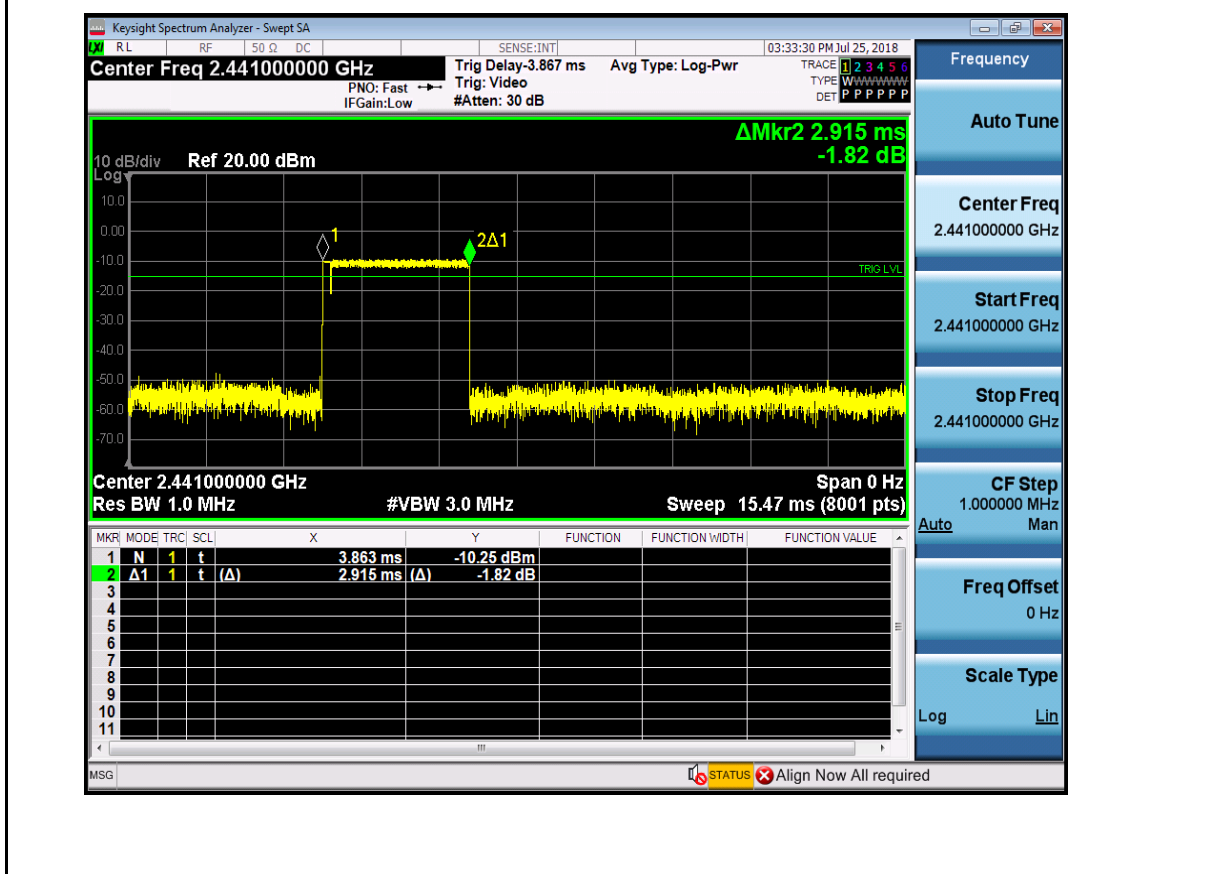 Keysight Spectrum Analyzer - Swept SA
LXI RL RF 50 Ω DC SENSE:INT 03:33:30 PM Jul 25, 2018
Center Freq 2.441000000 GHz
PNO: Fast
IFGain:Low
Trig Delay-3.867 ms
Trig: Video
#Atten: 30 dB
Avg Type: Log-Pwr
TRACE 1 2 3 4 5 6
TYPE WWWWWW
DET P P P P P P
ΔMkr2 2.915 ms
-1.82 dB
10 dB/div Ref 20.00 dBm
Log
10.0
0.00
-10.0
-20.0
-30.0
-40.0
-50.0
-60.0
-70.0
1
2Δ1
TRIG LVL
Center 2.441000000 GHz Span 0 Hz
Res BW 1.0 MHz #VBW 3.0 MHz Sweep 15.47 ms (8001 pts)
MKR MODE TRC SCL X Y FUNCTION FUNCTION WIDTH FUNCTION VALUE
1 N 1 t 3.863 ms -10.25 dBm
2 Δ1 1 t (Δ) 2.915 ms (Δ) -1.82 dB
3
4
5
6
7
8
9
10
11
MSG STATUS Align Now All required
Frequency
Auto Tune
Center Freq
2.441000000 GHz
Start Freq
2.441000000 GHz
Stop Freq
2.441000000 GHz
CF Step
1.000000 MHz
Auto Man
Freq Offset
0 Hz
Scale Type
Log Lin